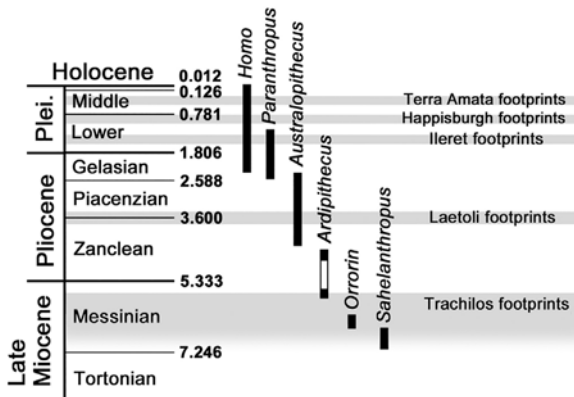 Homo
Paranthropus
Australopithecus
Ardipithecus
Orrorin
Sahelanthropus
Holocene 0.012
0.126
Plei.
Middle
Terra Amata footprints
0.781
Happisburgh footprints
Lower
Ileret footprints
1.806
Pliocene
Gelasian
2.588
Piacenzian
3.600
Laetoli footprints
Zanclean
5.333
Late
Miocene
Messinian
Trachilos footprints
7.246
Tortonian